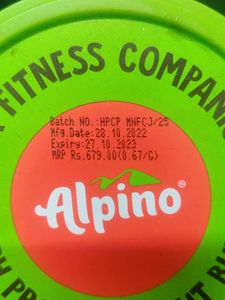 FITNESS COMPAN
Batch NO.:HPCP MNFC3/25
Mfg.Date:28.10.2022
Expiry:27.10.2023
MRP Rs.679.00(0.67/G)
Alpino®